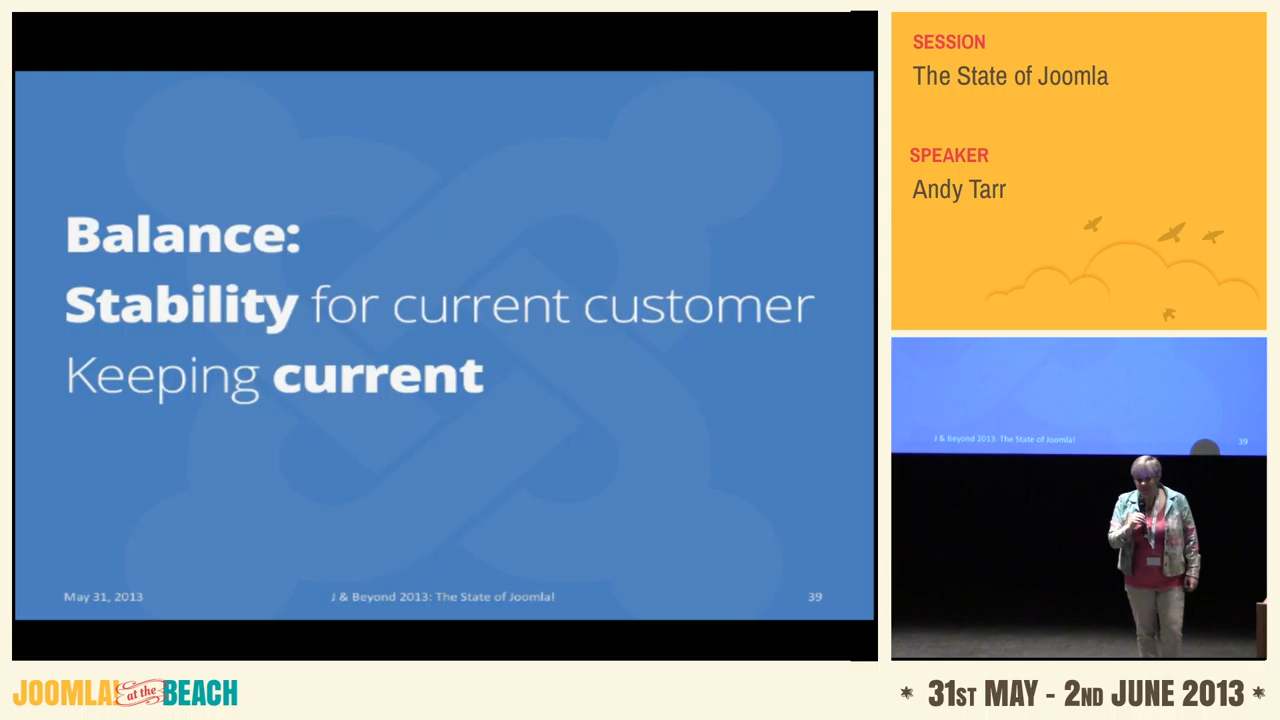 Balance:
Stability for current customer
Keeping current
May 31, 2013
J & Beyond 2013: The State of Joomla!
39
SESSION
The State of Joomla
SPEAKER
Andy Tarr
J & Beyond 2013: The State of Joomla!
39
JOOMLA! at the BEACH
* 31ST MAY - 2ND JUNE 2013 *